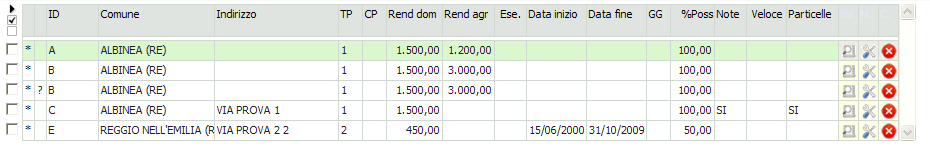 ID Comune Indirizzo TP CP Rend dom Rend agr Ese. Data inizio Data fine GG %Poss Note Veloce Particelle
* A ALBINEA (RE) 1 1.500,00 1.200,00 100,00
* B ALBINEA (RE) 1 1.500,00 3.000,00 100,00
* ? B ALBINEA (RE) 1 1.500,00 3.000,00 100,00
* C ALBINEA (RE) VIA PROVA 1 1 1.500,00 100,00 SI SI
* E REGGIO NELL'EMILIA (R VIA PROVA 2 2 2 450,00 15/06/2000 31/10/2009 50,00